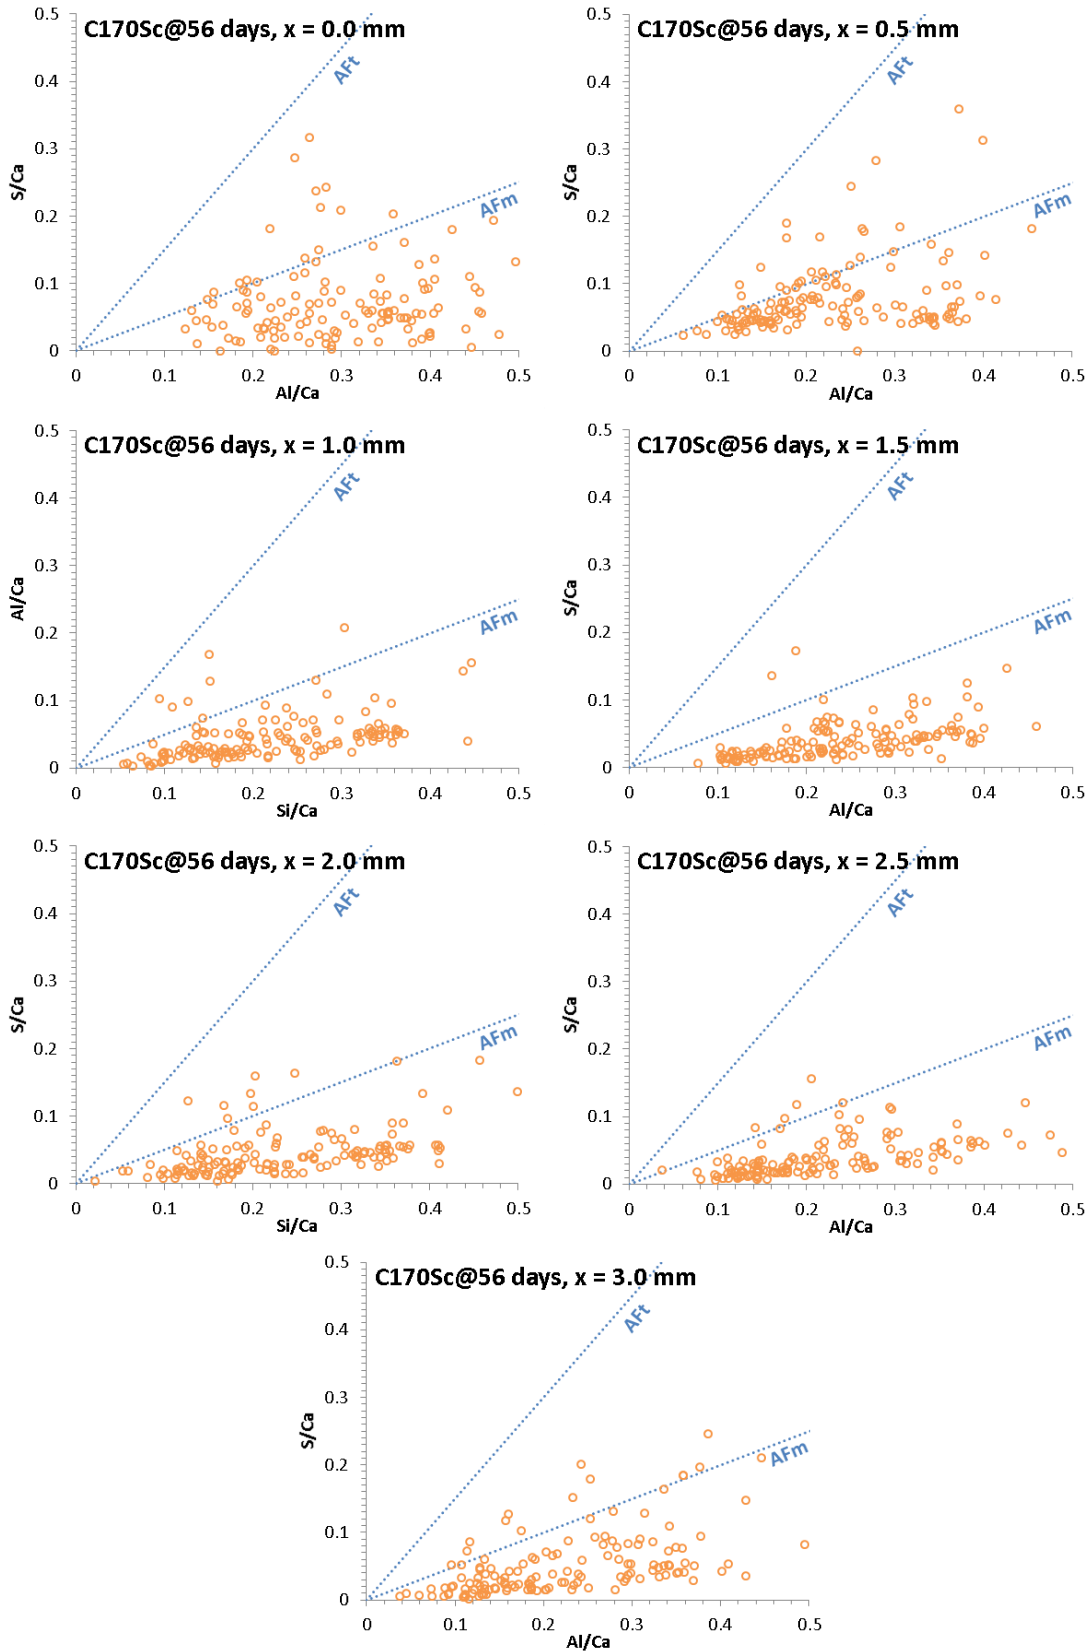 C170Sc@56 days, x = 0.0 mm
0.5
0.4
0.3
0.2
0.1
0
S/Ca
AFt
AFm
0
0.1
0.2
0.3
0.4
0.5
Al/Ca
C170Sc@56 days, x = 0.5 mm
0.5
0.4
0.3
0.2
0.1
0
S/Ca
AFt
AFm
0
0.1
0.2
0.3
0.4
0.5
Al/Ca
C170Sc@56 days, x = 1.0 mm
0.5
0.4
0.3
0.2
0.1
0
Al/Ca
AFt
AFm
0
0.1
0.2
0.3
0.4
0.5
Si/Ca
C170Sc@56 days, x = 1.5 mm
0.5
0.4
0.3
0.2
0.1
0
S/Ca
AFt
AFm
0
0.1
0.2
0.3
0.4
0.5
Al/Ca
C170Sc@56 days, x = 2.0 mm
0.5
0.4
0.3
0.2
0.1
0
S/Ca
AFt
AFm
0
0.1
0.2
0.3
0.4
0.5
Si/Ca
C170Sc@56 days, x = 2.5 mm
0.5
0.4
0.3
0.2
0.1
0
S/Ca
AFt
AFm
0
0.1
0.2
0.3
0.4
0.5
Al/Ca
C170Sc@56 days, x = 3.0 mm
0.5
0.4
0.3
0.2
0.1
0
S/Ca
AFt
AFm
0
0.1
0.2
0.3
0.4
0.5
Al/Ca